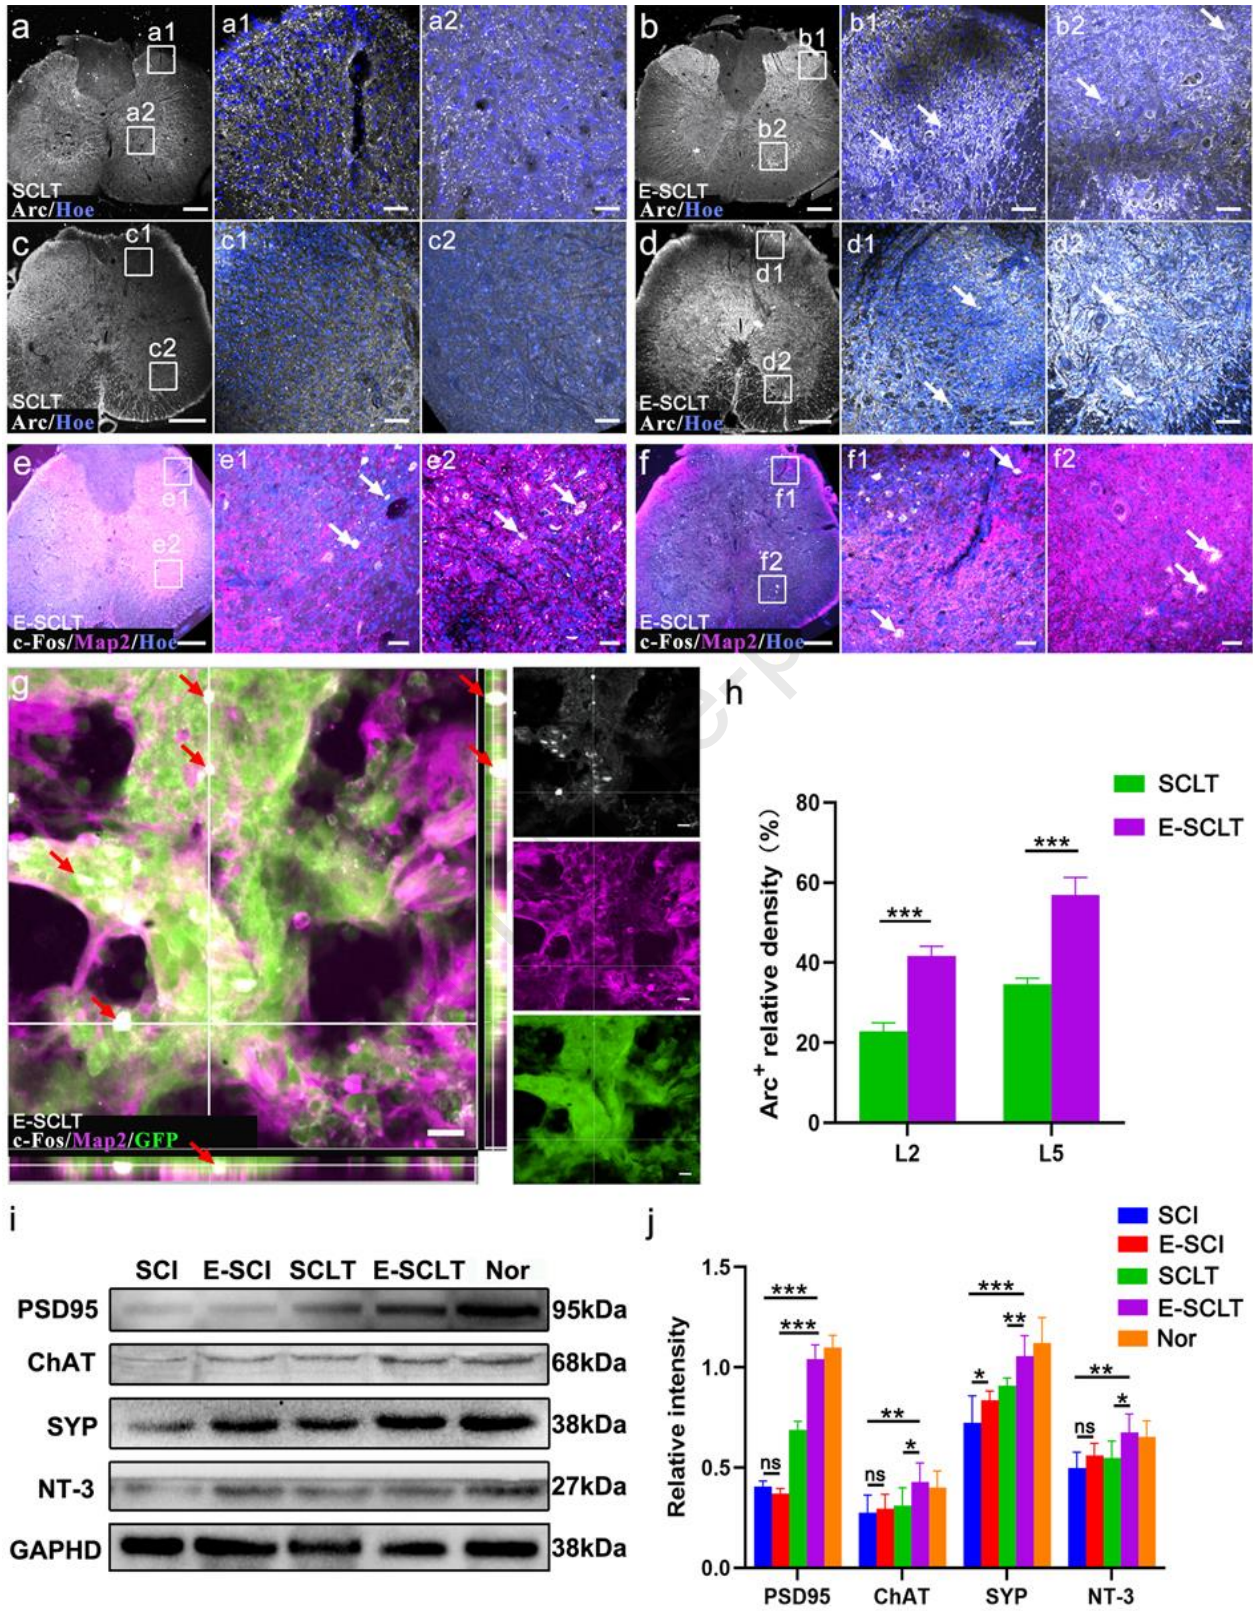 a
a1
a2
SCLT
Arc/Hoe
a1
a2
b
b1
b2
E-SCLT
Arc/Hoe
b1
b2
c
c1
c2
SCLT
Arc/Hoe
c1
c2
d
d1
d2
E-SCLT
Arc/Hoe
d1
d2
e
e1
e2
E-SCLT
c-Fos/Map2/Hoe
e1
e2
f
f1
f2
E-SCLT
c-Fos/Map2/Hoe
f1
f2
g
E-SCLT
c-Fos/Map2/GFP
h
SCLT
E-SCLT
Arc+ relative density (%)
80
60
40
20
0
***
***
L2
L5
i
SCI E-SCI SCLT E-SCLT Nor
PSD95 95kDa
ChAT 68kDa
SYP 38kDa
NT-3 27kDa
GAPHD 38kDa
j
SCI
E-SCI
SCLT
E-SCLT
Nor
Relative intensity
1.5
1.0
0.5
0.0
***
***
ns
**
*
ns
***
**
*
**
*
ns
PSD95 ChAT SYP NT-3